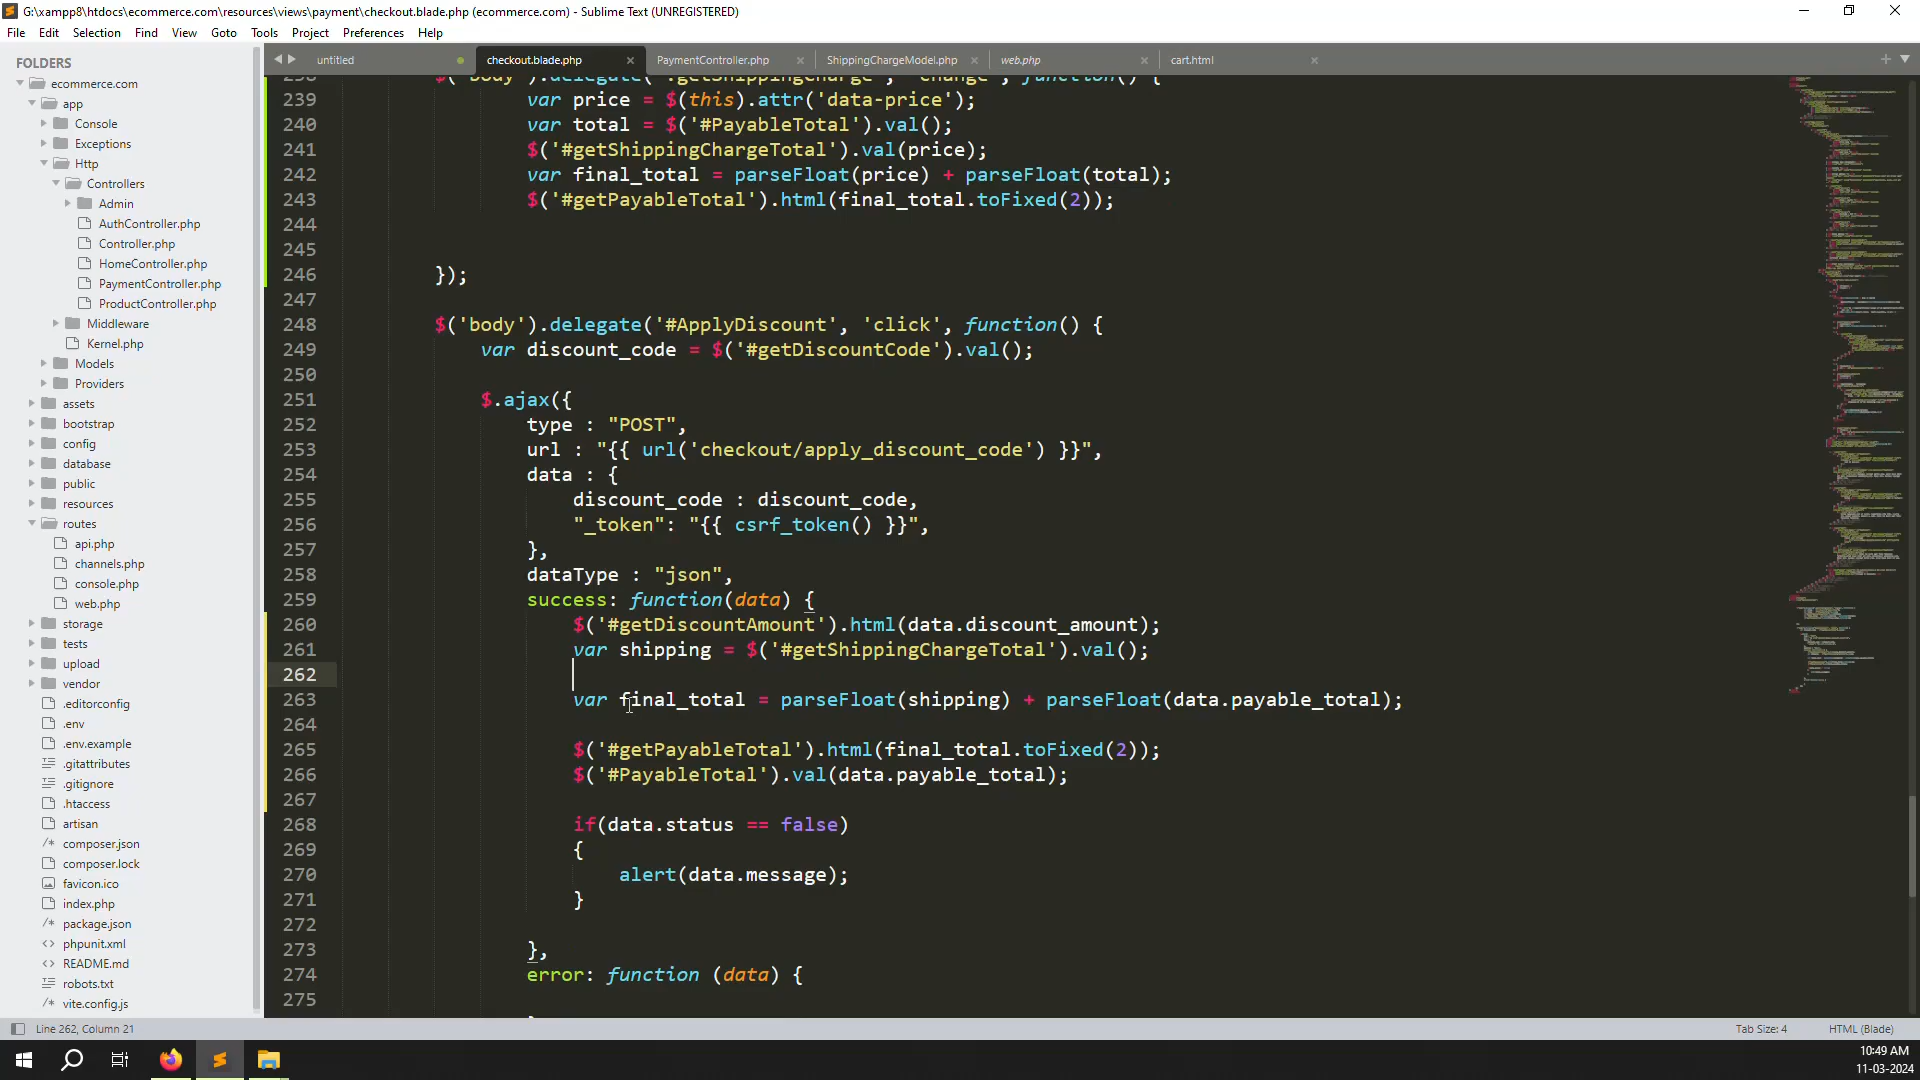 G:\xampp8\htdocs\ecommerce.com\resources\views\payment\checkout.blade.php (ecommerce.com) - Sublime Text (UNREGISTERED)
File Edit Selection Find View Goto Tools Project Preferences Help
FOLDERS
ecommerce.com
app
Console
Exceptions
Http
Controllers
Admin
AuthController.php
Controller.php
HomeController.php
PaymentController.php
ProductController.php
Middleware
Kernel.php
Models
Providers
assets
bootstrap
config
database
public
resources
routes
api.php
channels.php
console.php
web.php
storage
tests
upload
vendor
.editorconfig
.env
.env.example
.gitattributes
.gitignore
.htaccess
artisan
composer.json
composer.lock
favicon.ico
index.php
package.json
phpunit.xml
README.md
robots.txt
vite.config.js
untitled checkout.blade.php PaymentController.php ShippingChargeModel.php web.php cart.html
238 $('body').delegate('.getShippingCharge', 'change', function() {
239 var price = $(this).attr('data-price');
240 var total = $('#PayableTotal').val();
241 $('#getShippingChargeTotal').val(price);
242 var final_total = parseFloat(price) + parseFloat(total);
243 $('#getPayableTotal').html(final_total.toFixed(2));
244
245
246 });
247
248 $('body').delegate('#ApplyDiscount', 'click', function() {
249 var discount_code = $('#getDiscountCode').val();
250
251 $.ajax({
252 type : "POST",
253 url : "{{ url('checkout/apply_discount_code') }}",
254 data : {
255 discount_code : discount_code,
256 "_token": "{{ csrf_token() }}",
257 },
258 dataType : "json",
259 success: function(data) {
260 $('#getDiscountAmount').html(data.discount_amount);
261 var shipping = $('#getShippingChargeTotal').val();
262
263 var final_total = parseFloat(shipping) + parseFloat(data.payable_total);
264
265 $('#getPayableTotal').html(final_total.toFixed(2));
266 $('#PayableTotal').val(data.payable_total);
267
268 if(data.status == false)
269 {
270 alert(data.message);
271 }
272
273 },
274 error: function (data) {
275
Line 262, Column 21
Tab Size: 4
HTML (Blade)
10:49 AM
11-03-2024